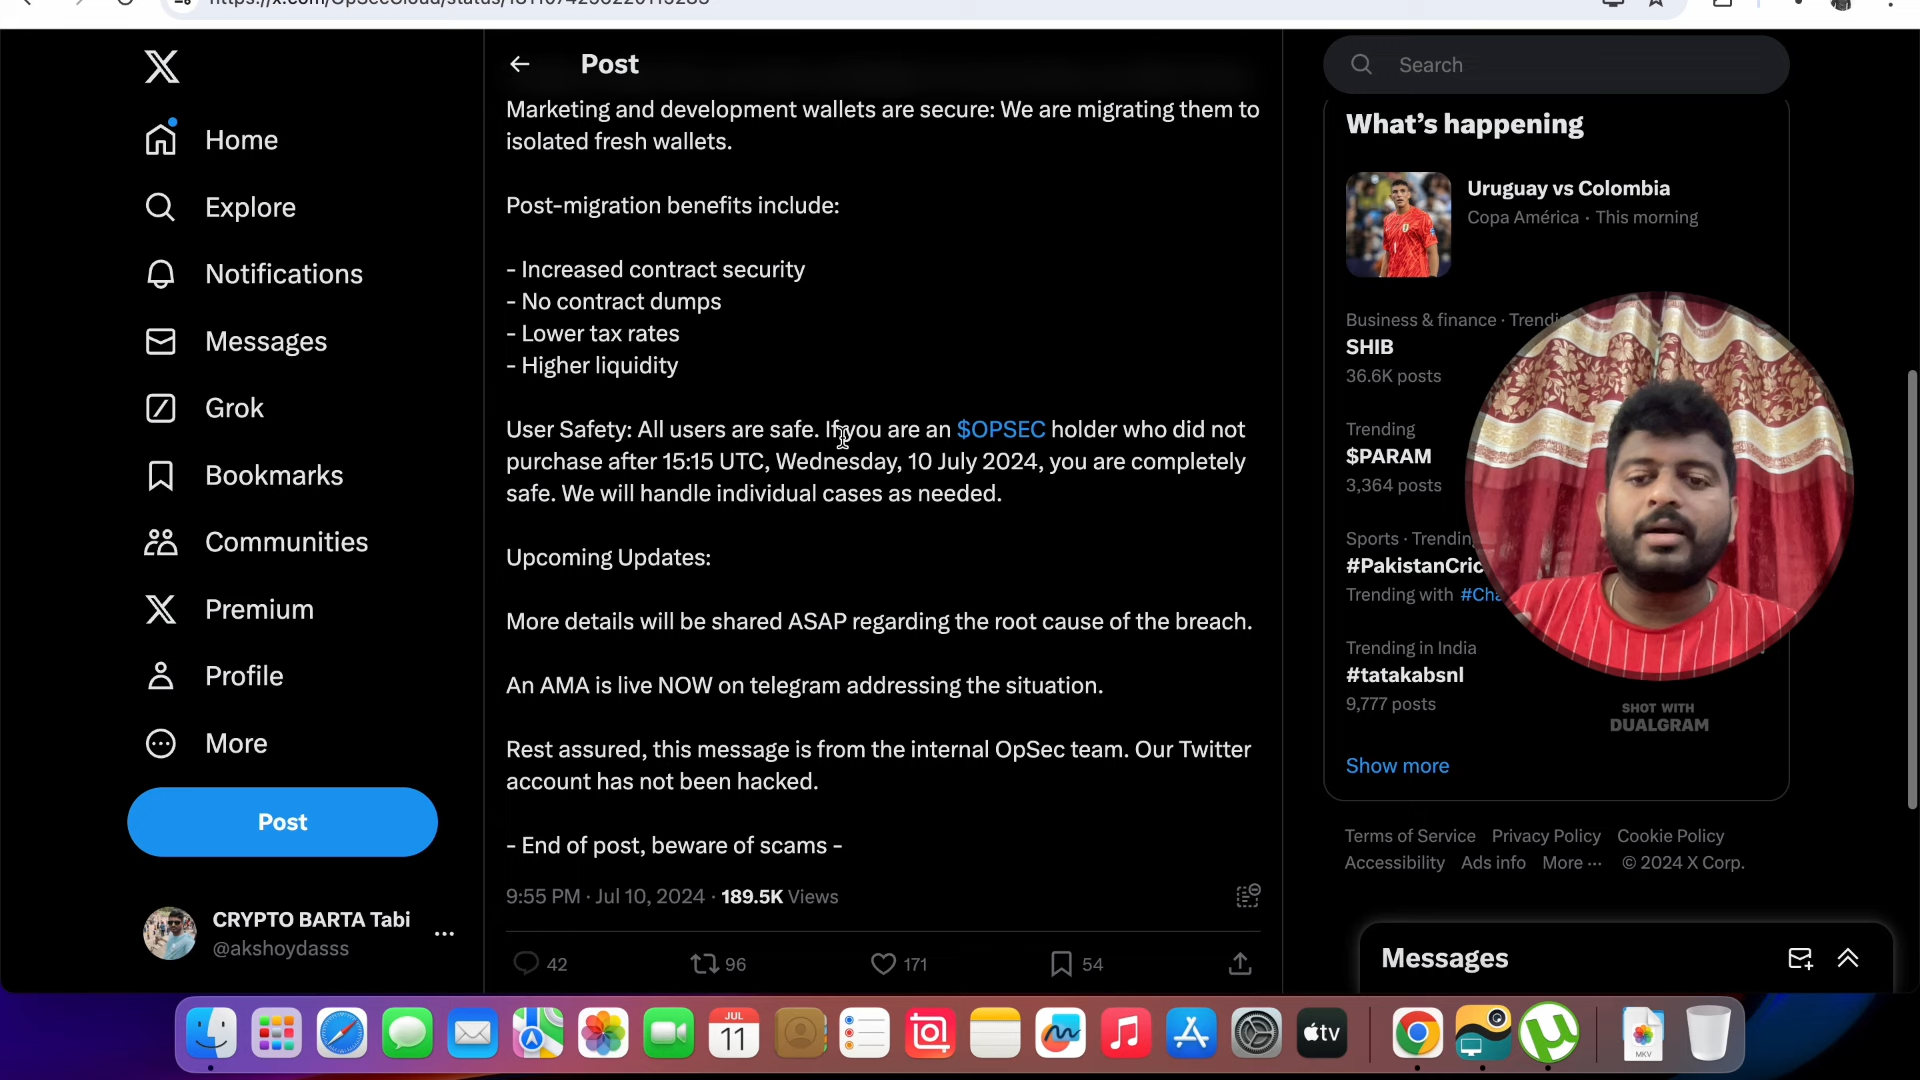 Post
Search
Home
Explore
Notifications
Messages
Grok
Bookmarks
Communities
Premium
Profile
More
Post
CRYPTO BARTA Tabi
@akshoydasss
Marketing and development wallets are secure: We are migrating them to
isolated fresh wallets.
Post-migration benefits include:
- Increased contract security
- No contract dumps
- Lower tax rates
- Higher liquidity
User Safety: All users are safe. If you are an $OPSEC holder who did not
purchase after 15:15 UTC, Wednesday, 10 July 2024, you are completely
safe. We will handle individual cases as needed.
Upcoming Updates:
More details will be shared ASAP regarding the root cause of the breach.
An AMA is live NOW on telegram addressing the situation.
Rest assured, this message is from the internal OpSec team. Our Twitter
account has not been hacked.
- End of post, beware of scams -
9:55 PM · Jul 10, 2024 · 189.5K Views
42 96 171 54
What's happening
Uruguay vs Colombia
Copa América · This morning
Business & finance ·
SHIB
36.6K posts
Trending
$PARAM
3,364 posts
Sports ·
Trending with
Trending in India
#tatakabsnl
9,777 posts
Show more
SHOT WITH
DUALGRAM
Terms of Service Privacy Policy Cookie Policy
Accessibility Ads info More ··· © 2024 X Corp.
Messages
JUL
11
tv
MKV